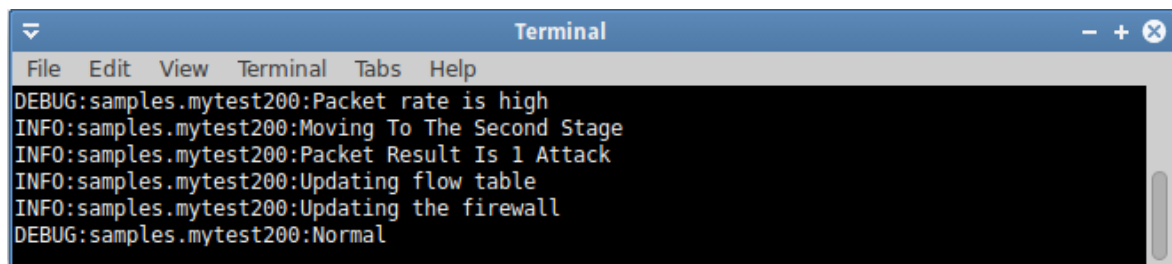 Terminal
File Edit View Terminal Tabs Help
DEBUG:samples.mytest200:Packet rate is high
INFO:samples.mytest200:Moving To The Second Stage
INFO:samples.mytest200:Packet Result Is 1 Attack
INFO:samples.mytest200:Updating flow table
INFO:samples.mytest200:Updating the firewall
DEBUG:samples.mytest200:Normal